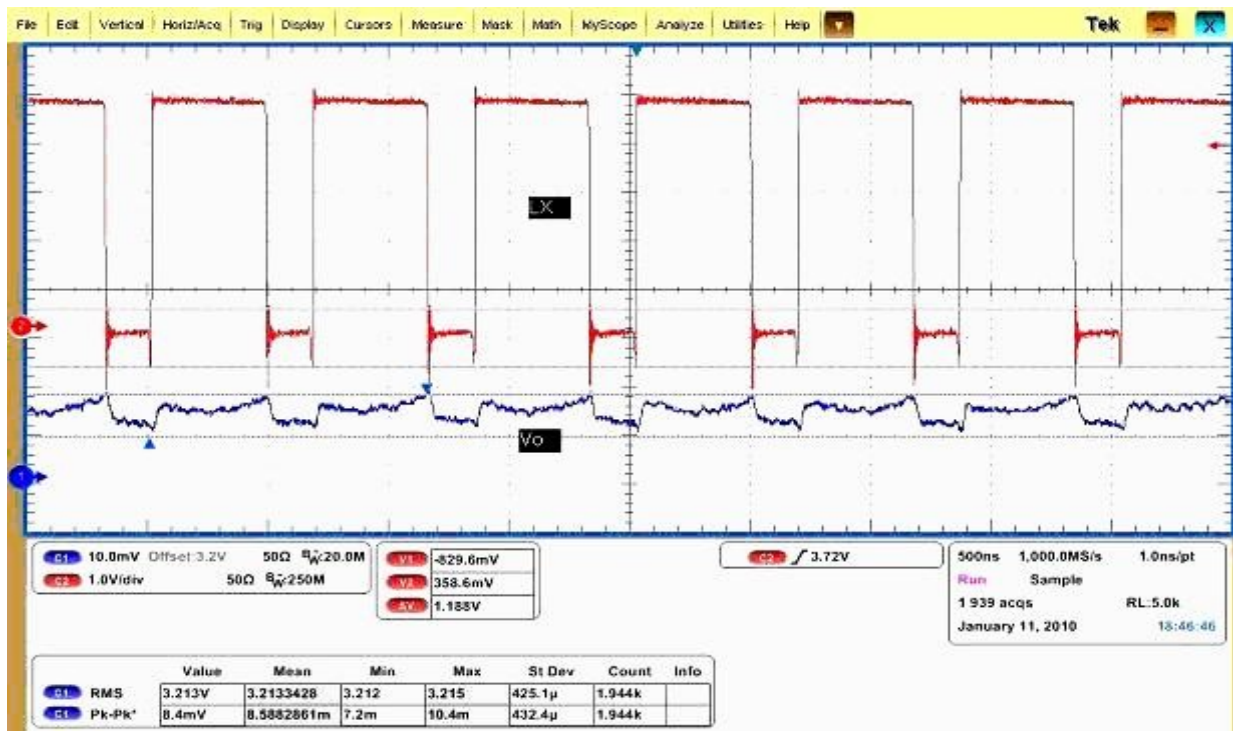 File Edit Vertical Horiz/Acq Trig Display Cursors Measure Mask Math MyScope Analyze Utilities Help Tek X
LX
2
Vo
1
C1 10.0mV Offset:3.2V 50Ω BW:20.0M
C2 1.0V/div 50Ω BW:250M
V1 -829.6mV
V2 358.6mV
ΔV 1.188V
C2 3.72V
500ns 1,000.0MS/s 1.0ns/pt
Run Sample
1 939 acqs RL:5.0k
January 11, 2010 18:46:46
Value Mean Min Max St Dev Count Info
C1 RMS 3.213V 3.2133428 3.212 3.215 425.1µ 1.944k
C1 Pk-Pk* 8.4mV 8.5882861m 7.2m 10.4m 432.4µ 1.944k